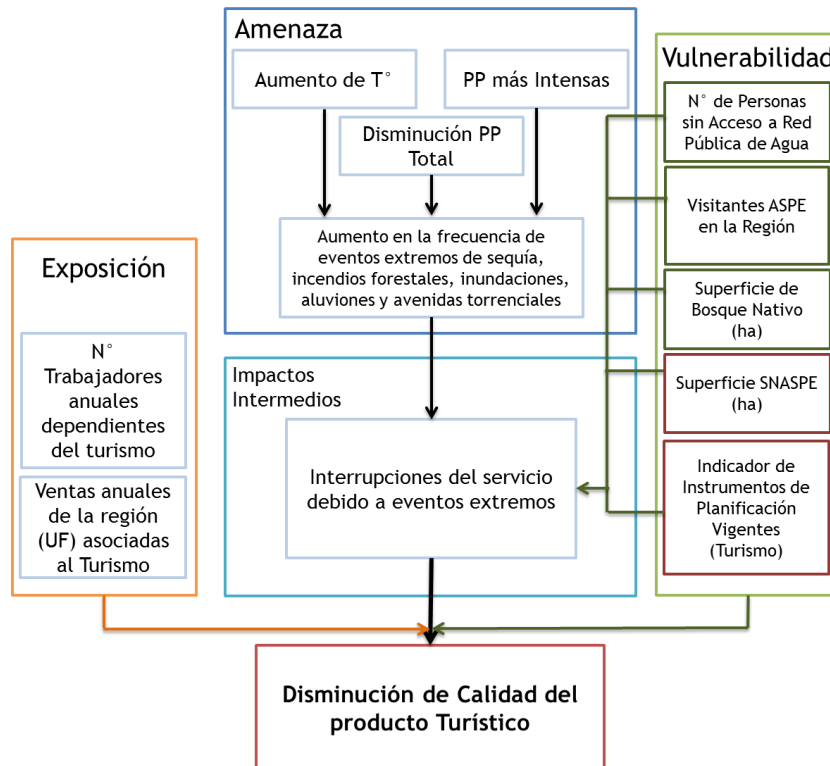 Amenaza
Aumento de T°
PP más Intensas
Disminución PP
Total
Aumento en la frecuencia de
eventos extremos de sequía,
incendios forestales, inundaciones,
aluviones y avenidas torrenciales
Vulnerabilidad
N° de Personas
sin Acceso a Red
Pública de Agua
Visitantes ASPE
en la Región
Superficie de
Bosque Nativo
(ha)
Superficie SNASPE
(ha)
Indicador de
Instrumentos de
Planificación
Vigentes
(Turismo)
Exposición
N°
Trabajadores
anuales
dependientes
del turismo
Ventas anuales
de la región
(UF) asociadas
al Turismo
Impactos
Intermedios
Interrupciones del servicio
debido a eventos extremos
Disminución de Calidad del
producto Turístico